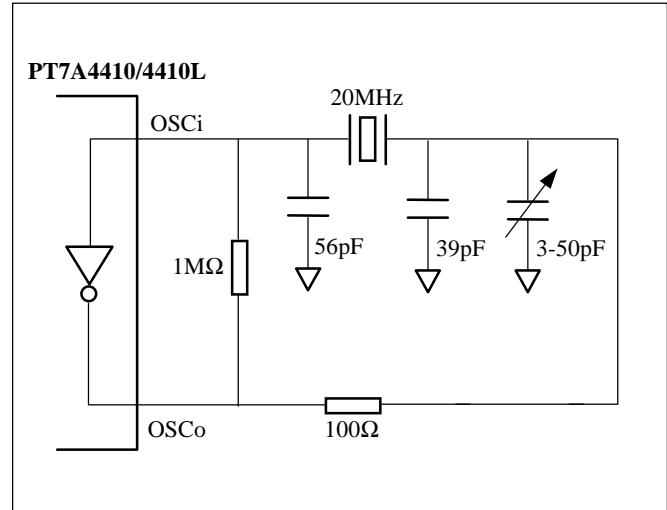 PT7A4410/4410L
20MHz
OSCi
56pF
39pF
3-50pF
1MΩ
OSCo
100Ω